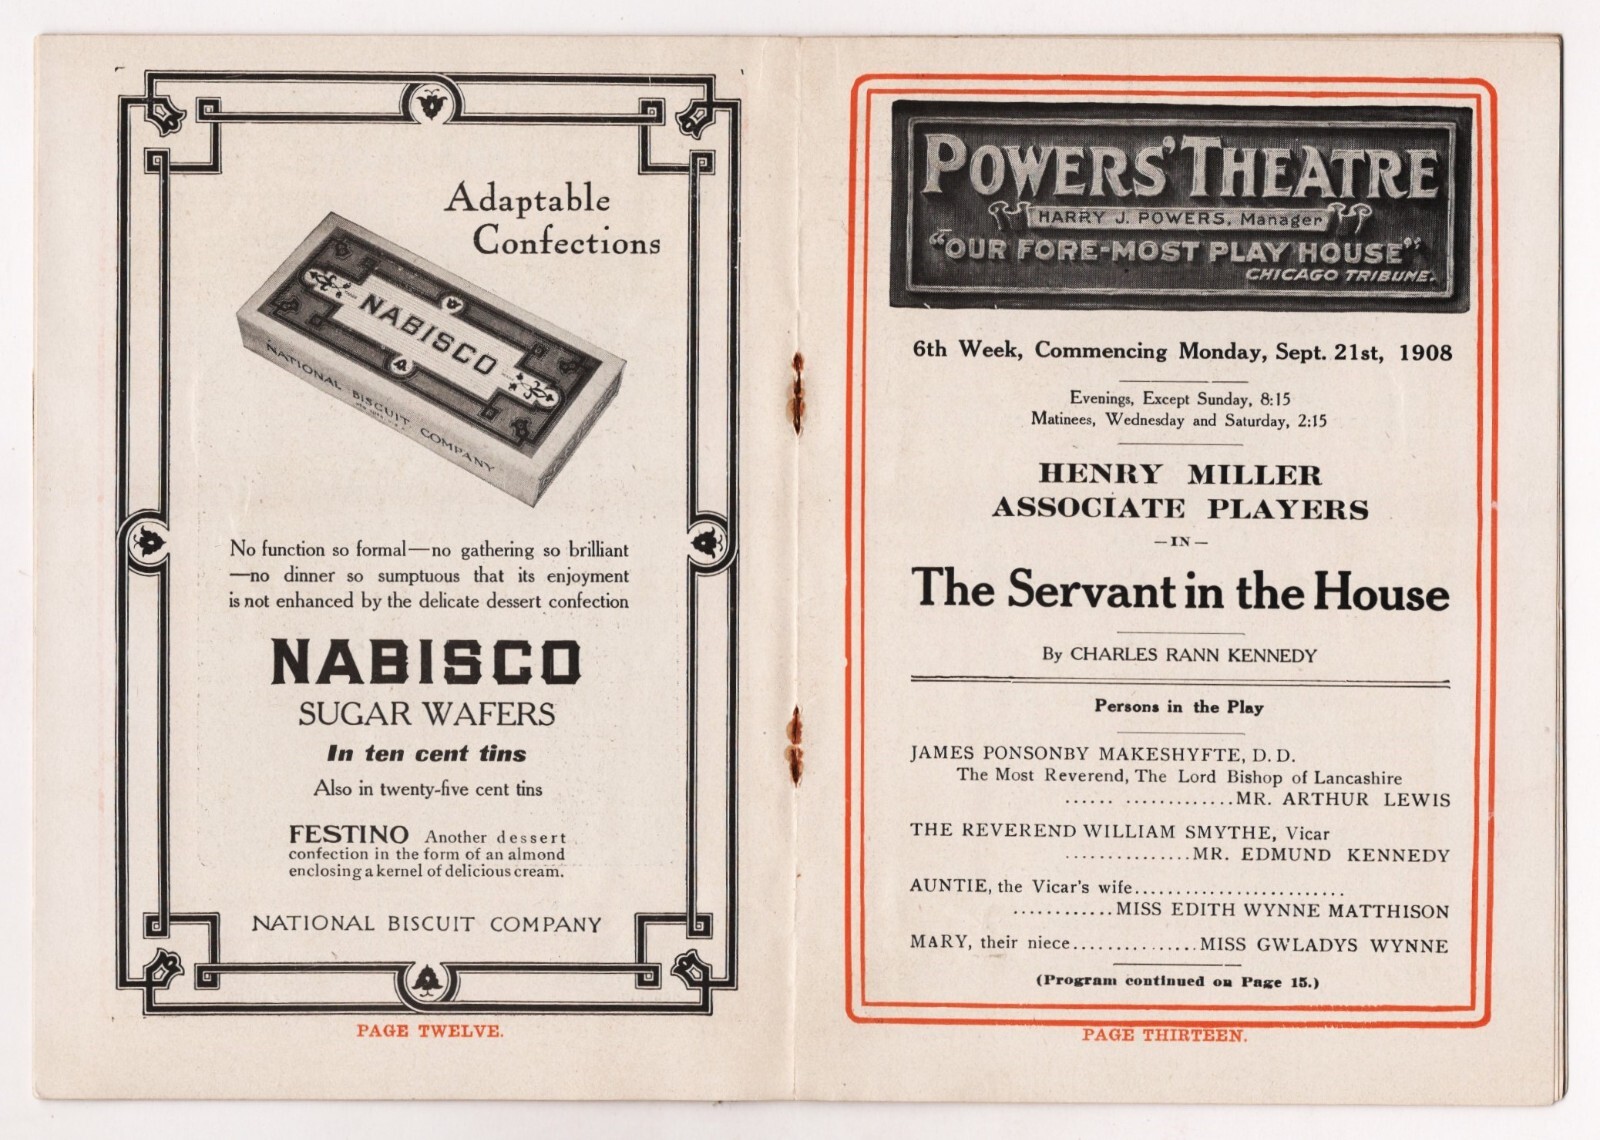 Adaptable
Confections
NABISCO
NATIONAL BISCUIT COMPANY
No function so formal—no gathering so brilliant
—no dinner so sumptuous that its enjoyment
is not enhanced by the delicate dessert confection
NABISCO
SUGAR WAFERS
In ten cent tins
Also in twenty-five cent tins
FESTINO Another dessert
confection in the form of an almond
enclosing a kernel of delicious cream.
NATIONAL BISCUIT COMPANY
PAGE TWELVE.
POWERS' THEATRE
HARRY J. POWERS, Manager
"OUR FORE-MOST PLAY HOUSE"
CHICAGO TRIBUNE.
6th Week, Commencing Monday, Sept. 21st, 1908
Evenings, Except Sunday, 8:15
Matinees, Wednesday and Saturday, 2:15
HENRY MILLER
ASSOCIATE PLAYERS
—IN—
The Servant in the House
By CHARLES RANN KENNEDY
Persons in the Play
JAMES PONSONBY MAKESHYFTE, D. D.
The Most Reverend, The Lord Bishop of Lancashire
...... .............MR. ARTHUR LEWIS
THE REVEREND WILLIAM SMYTHE, Vicar
...............MR. EDMUND KENNEDY
AUNTIE, the Vicar's wife........................
............MISS EDITH WYNNE MATTHISON
MARY, their niece...............MISS GWLADYS WYNNE
(Program continued on Page 15.)
PAGE THIRTEEN.